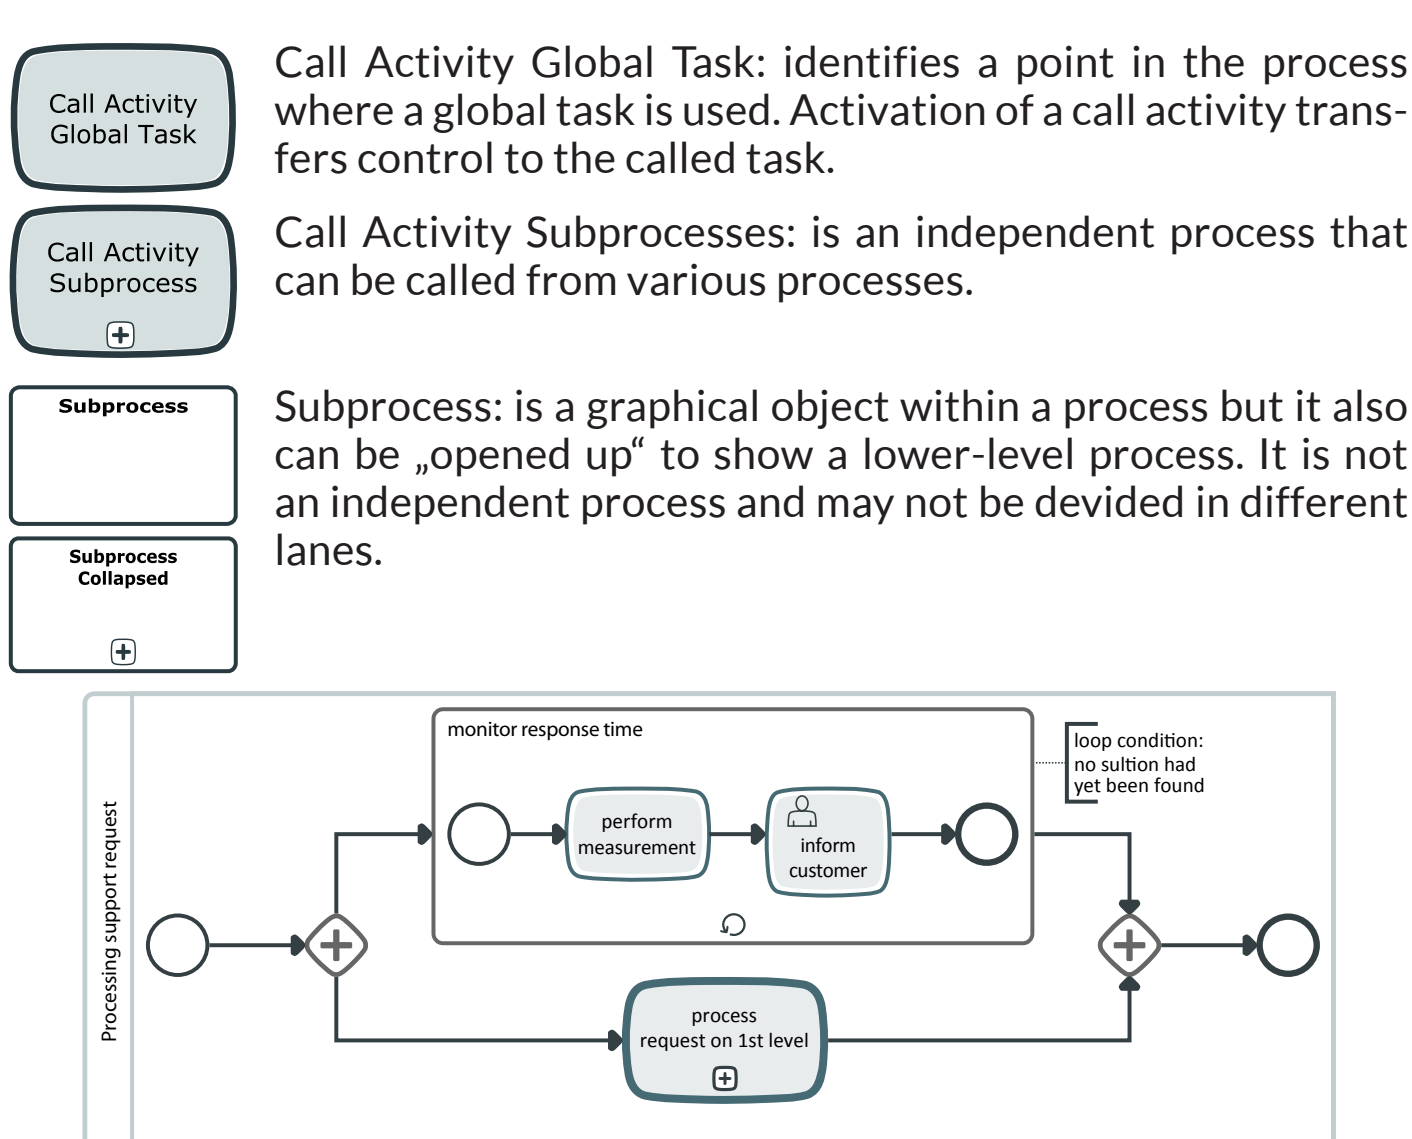 Call Activity
Global Task
Call Activity Global Task: identifies a point in the process
where a global task is used. Activation of a call activity trans-
fers control to the called task.
Call Activity
Subprocess
Call Activity Subprocesses: is an independent process that
can be called from various processes.
Subprocess
Subprocess: is a graphical object within a process but it also
can be „opened up“ to show a lower-level process. It is not
an independent process and may not be devided in different
lanes.
Subprocess
Collapsed
Processing support request
monitor response time
perform
measurement
inform
customer
loop condition:
no sultion had
yet been found
process
request on 1st level